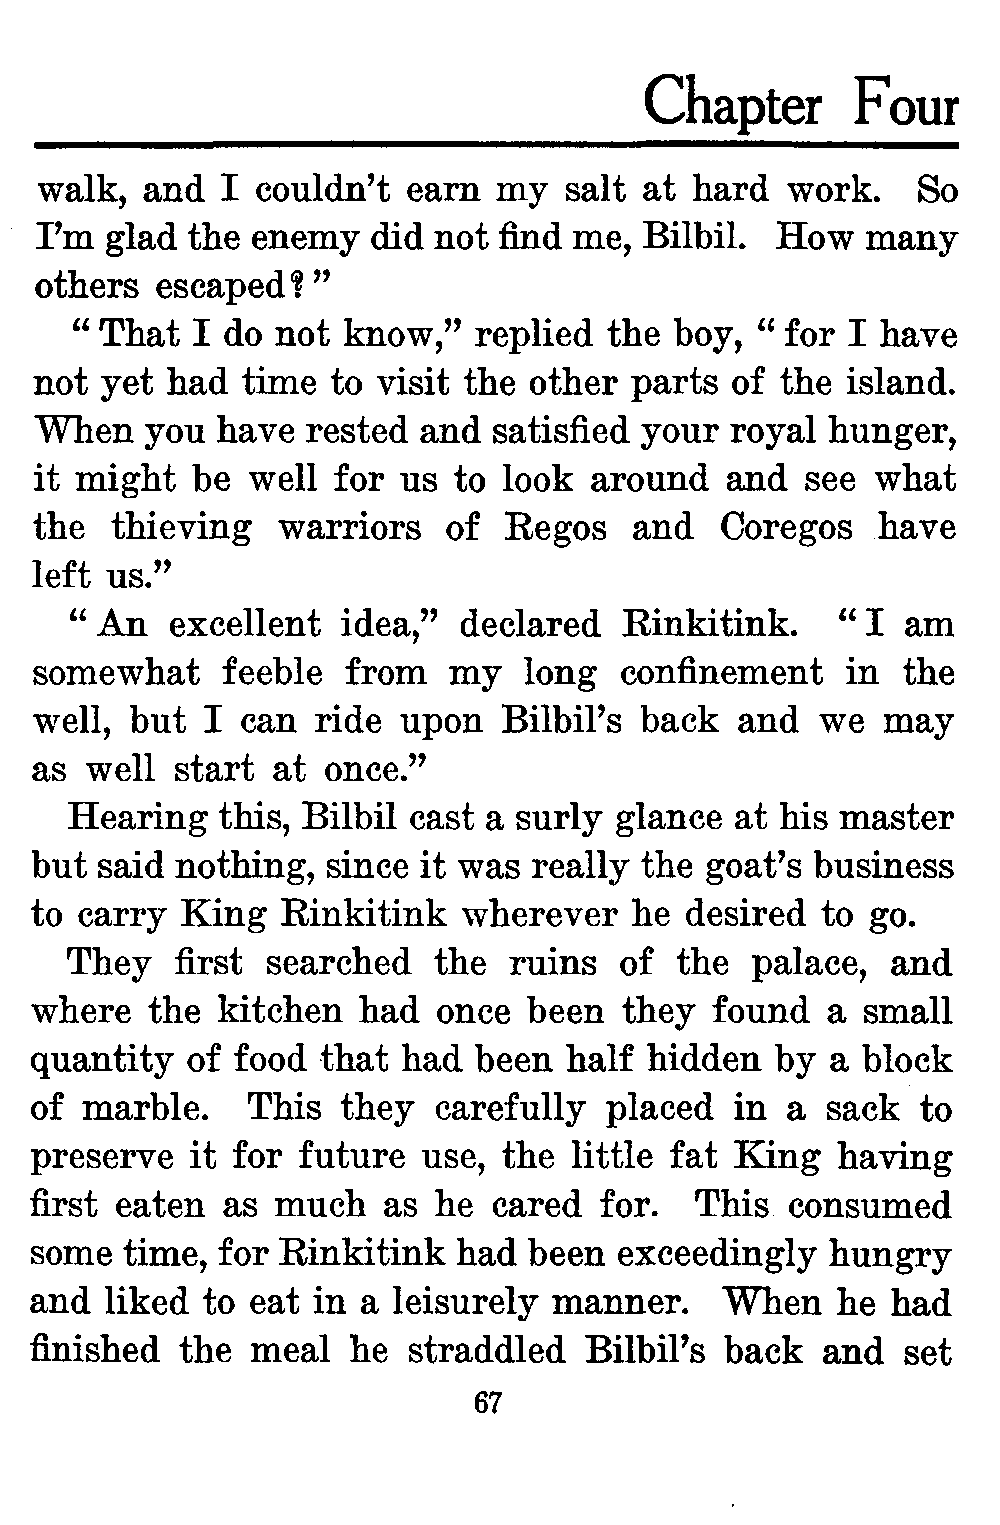 Chapter Four
walk, and I couldn't earn my salt at hard work. So
I'm glad the enemy did not find me, Bilbil. How many
others escaped?"
"That I do not know," replied the boy, "for I have
not yet had time to visit the other parts of the island.
When you have rested and satisfied your royal hunger,
it might be well for us to look around and see what
the thieving warriors of Regos and Coregos have
left us."
"An excellent idea," declared Rinkitink. "I am
somewhat feeble from my long confinement in the
well, but I can ride upon Bilbil's back and we may
as well start at once."
Hearing this, Bilbil cast a surly glance at his master
but said nothing, since it was really the goat's business
to carry King Rinkitink wherever he desired to go.
They first searched the ruins of the palace, and
where the kitchen had once been they found a small
quantity of food that had been half hidden by a block
of marble. This they carefully placed in a sack to
preserve it for future use, the little fat King having
first eaten as much as he cared for. This consumed
some time, for Rinkitink had been exceedingly hungry
and liked to eat in a leisurely manner. When he had
finished the meal he straddled Bilbil's back and set
67